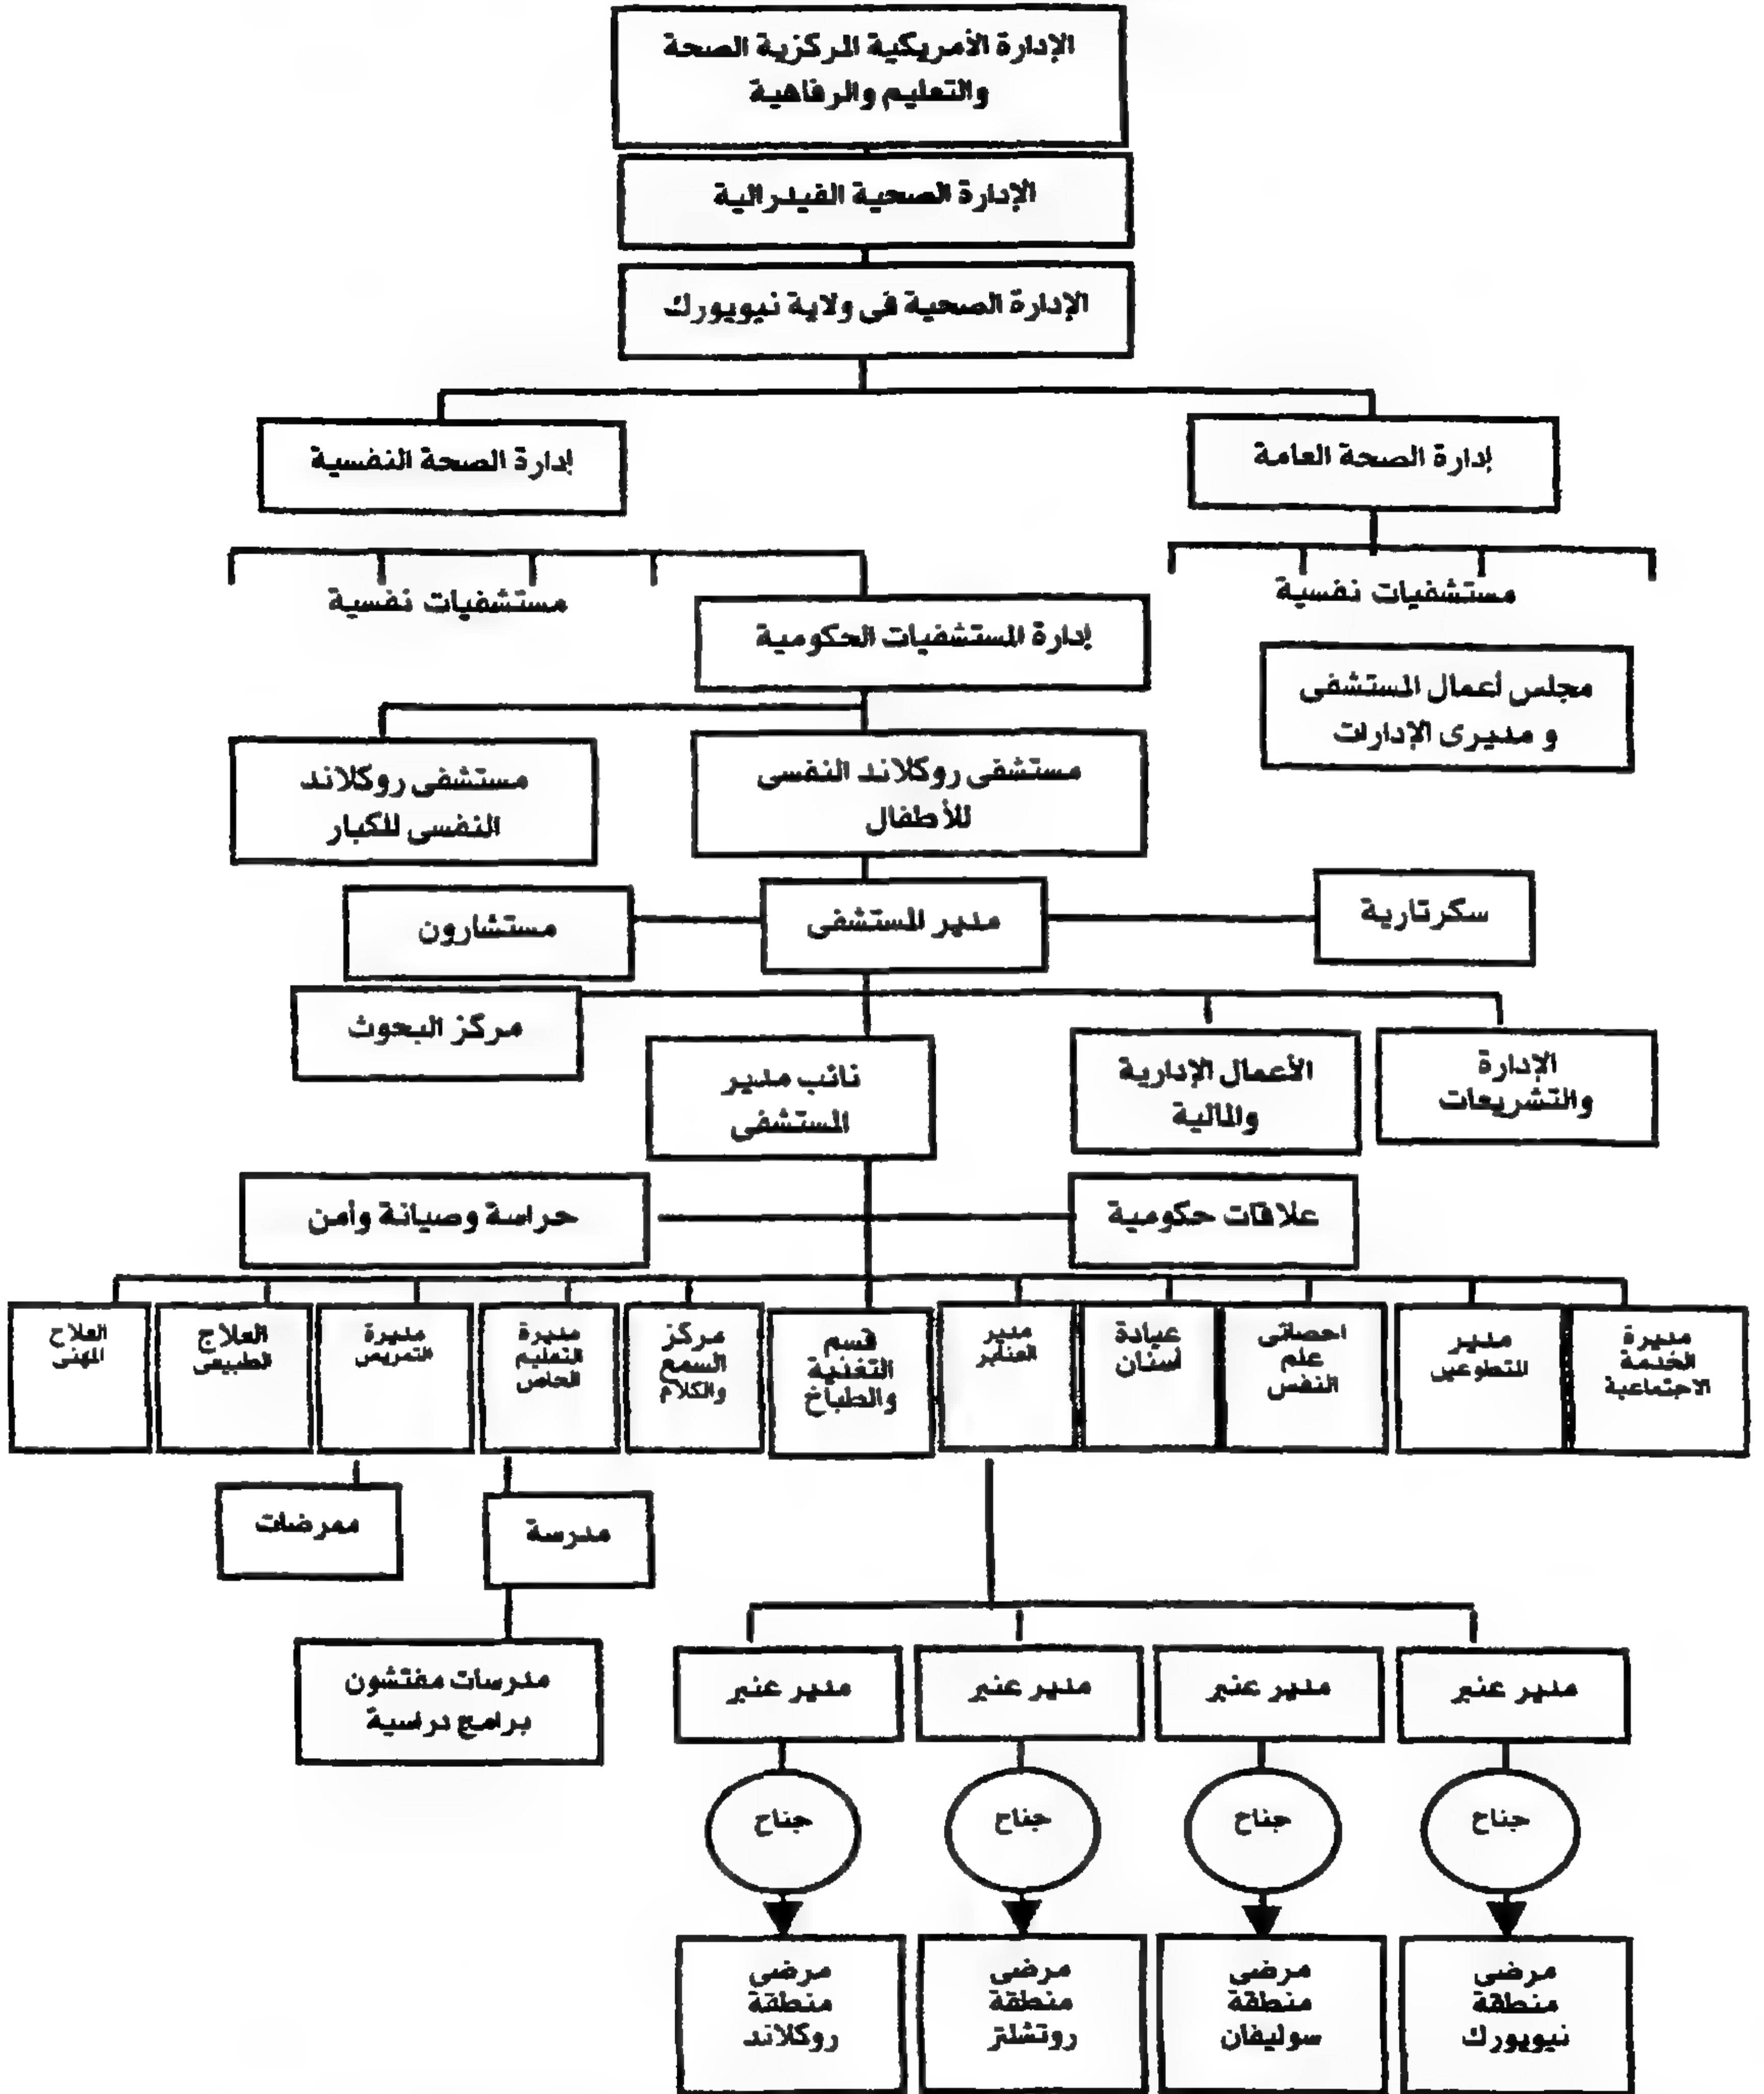 الإدارة الأمريكية المركزية الصحة
والتعليم والرفاهية
الإدارة الصحية الفيدرالية
الإدارة الصحية فى ولاية نيويورك
إدارة الصحة العامة
إدارة الصحة النفسية
مستشفيات نفسية
مستشفيات نفسية
إدارة المستشفيات الحكومية
مجلس أعمال المستشفى
و مديرى الإدارات
مستشفى روكلاند النفسى
للأطفال
مستشفى روكلاند
النفسى للكبار
سكرتارية
مدير المستشفى
مستشارون
مركز البحوث
الإدارة
والتشريعات
الأعمال الإدارية
والمالية
نائب مدير
المستشفى
علاقات حكومية
حراسة وصيانة وأمن
مديرة
الخدمة
الاجتماعية
مدير
المتطوعين
احصائى
علم
النفس
عيادة
أسنان
مدير
العنابر
قسم
التغذية
والطباخ
مركز
السمع
والكلام
مديرة
التعليم
الخاص
مديرة
التمريض
العلاج
الطبيعى
العلاج
المهنى
ممرضات
مدرسة
مدرسات مفتشون
برامج دراسية
مدير عنبر
مدير عنبر
مدير عنبر
مدير عنبر
جناح
جناح
جناح
جناح
مرضى
منطقة
نيويورك
مرضى
منطقة
سوليفان
مرضى
منطقة
روتشلتر
مرضى
منطقة
روكلاند